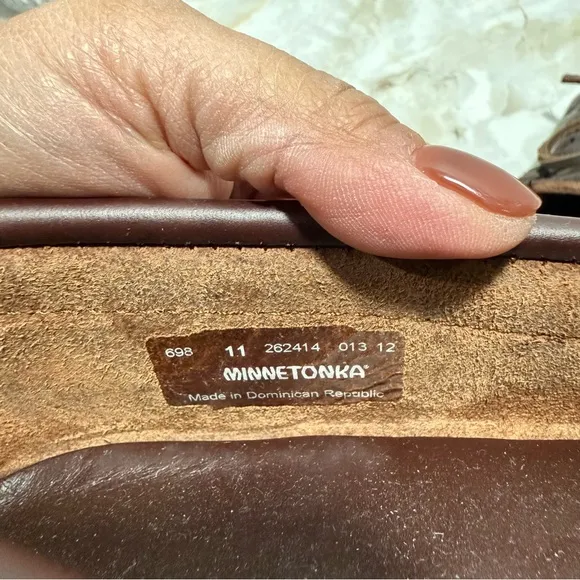 698 11 262414 013 12
MINNETONKA®
Made in Dominican Republic